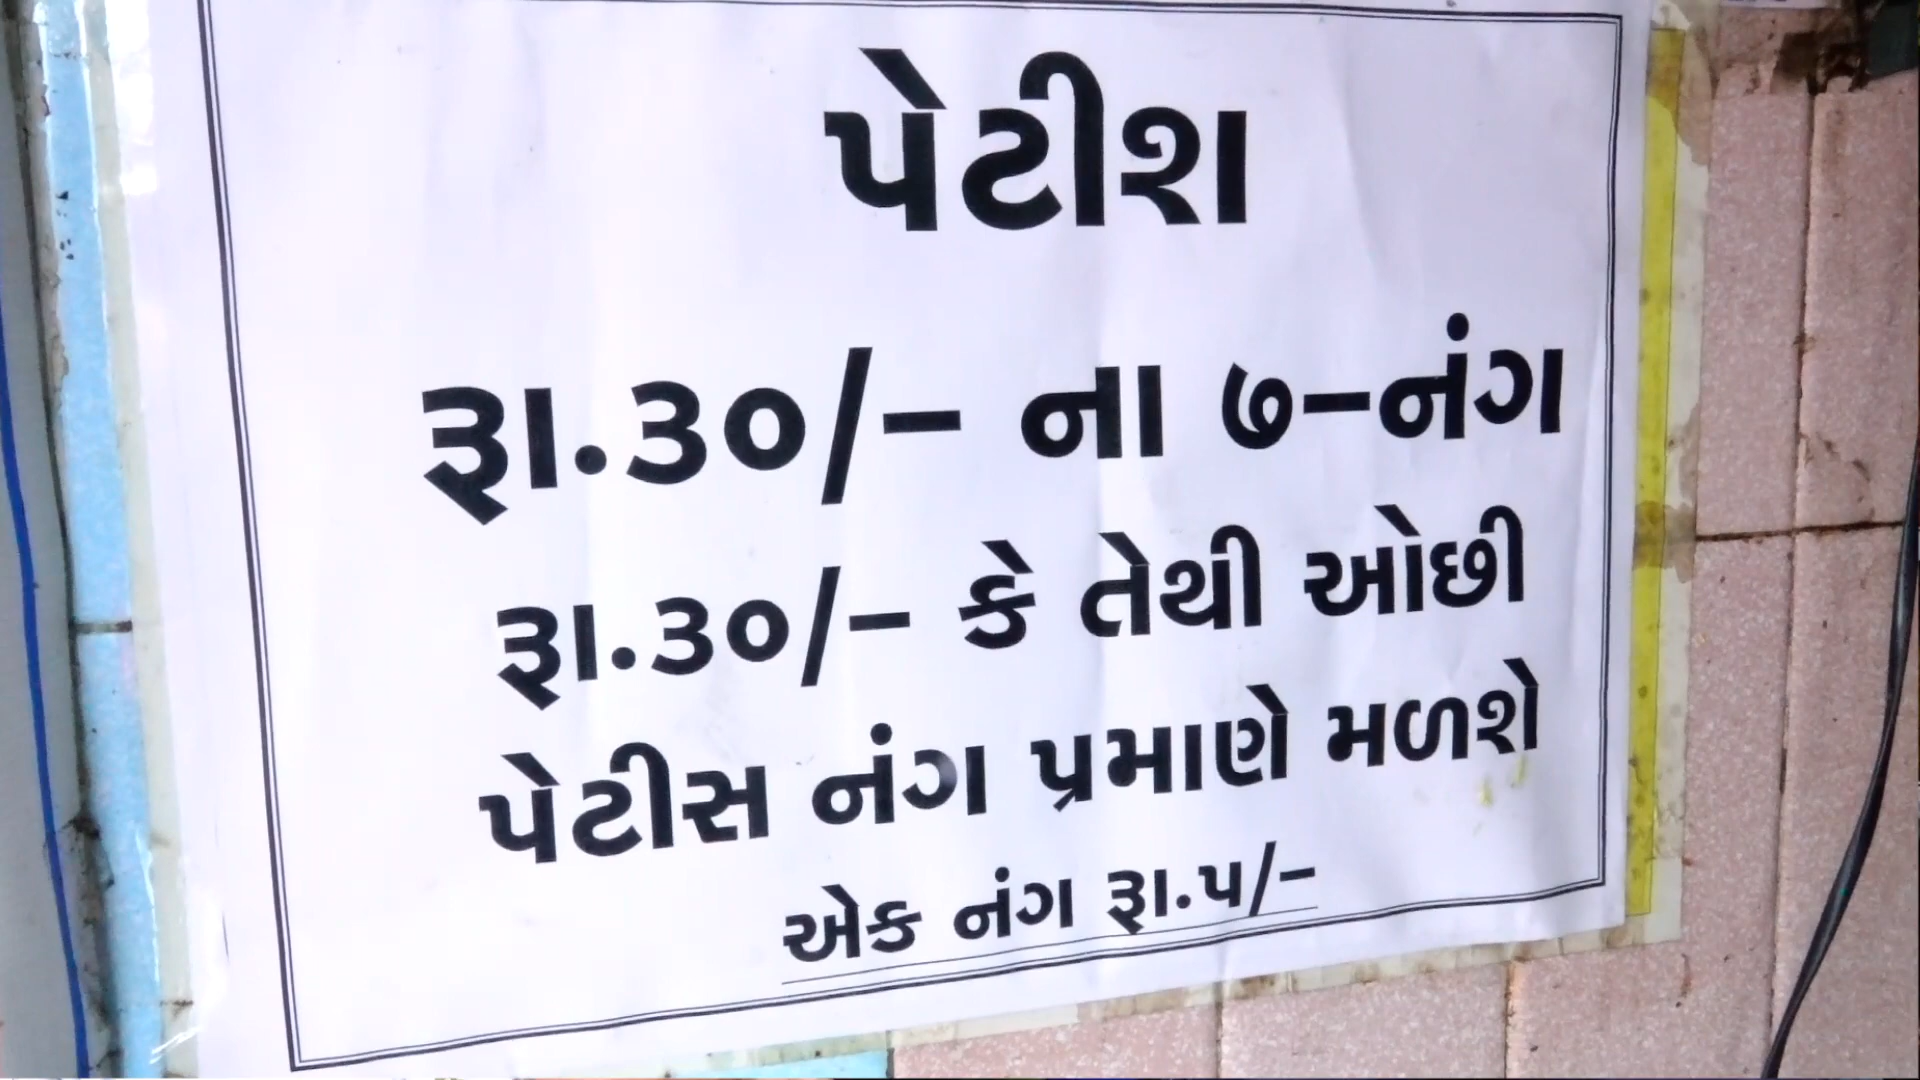 પેટીશ
રૂા.૩૦/– ના ૭–નંગ
રૂા.૩૦/– કે તેથી ઓછી
પેટીસ નંગ પ્રમાણે મળશે
એક નંગ રૂા.૫/–